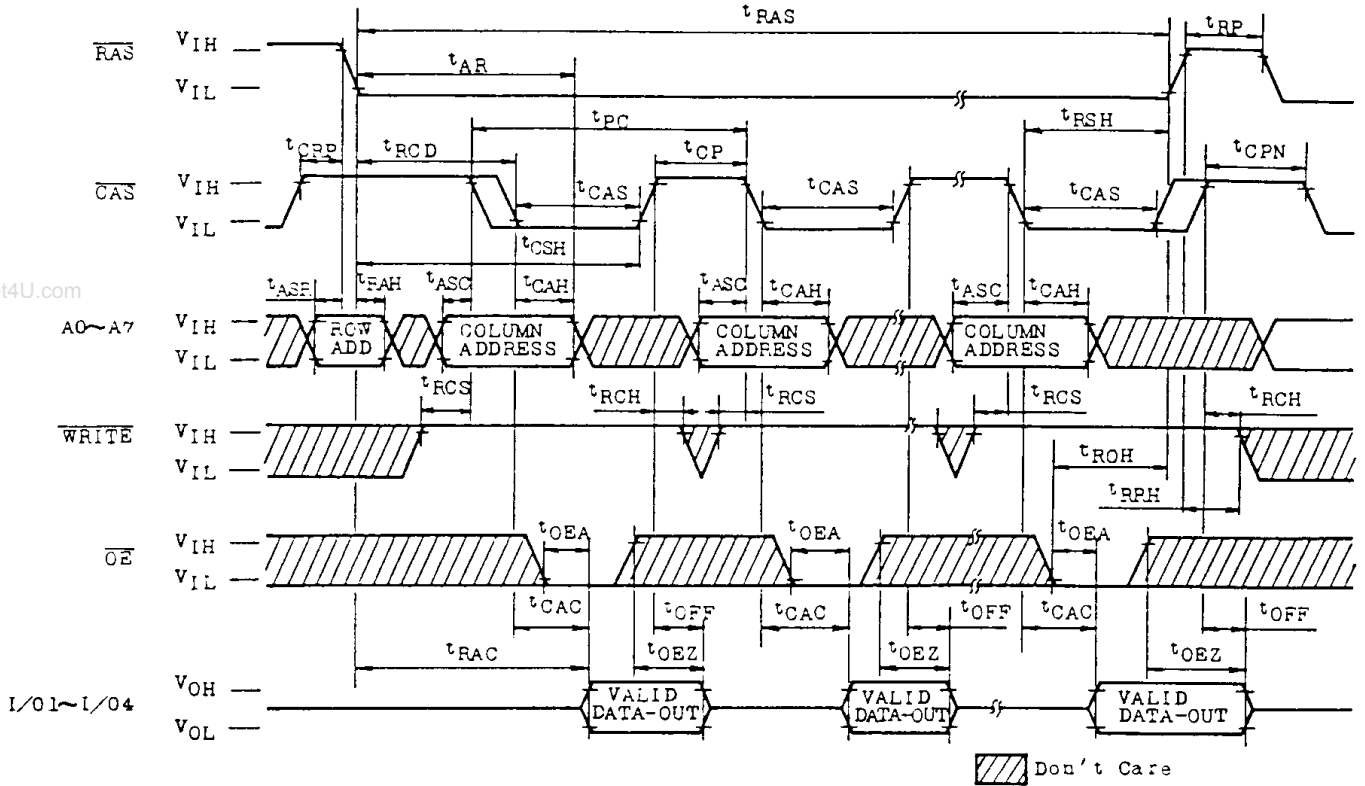 tRAS
tRP
RAS
VIH
VIL
tAR
tPC
tRSH
tCRP
tRCD
tCP
tCPN
CAS
VIH
VIL
tCAS
tCAS
tCAS
tCSH
t4U.com
tASR
tRAH
tASC
tCAH
tASC
tCAH
tASC
tCAH
A0~A7
VIH
VIL
ROW
ADD
COLUMN
ADDRESS
COLUMN
ADDRESS
COLUMN
ADDRESS
tRCS
tRCH
tRCS
tRCS
tRCH
WRITE
VIH
VIL
tROH
tRRH
OE
VIH
VIL
tOEA
tOEA
tOEA
tCAC
tOFF
tCAC
tOFF
tCAC
tOFF
tRAC
tOEZ
tOEZ
tOEZ
I/O1~I/O4
VOH
VOL
VALID
DATA-OUT
VALID
DATA-OUT
VALID
DATA-OUT
Don't Care